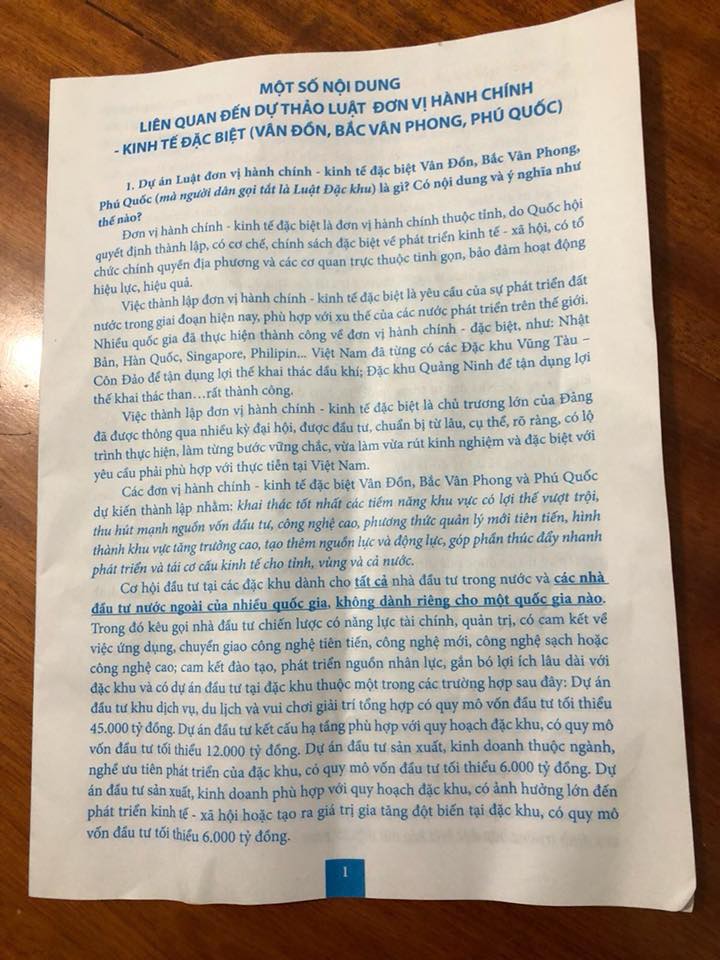 MỘT SỐ NỘI DUNG
LIÊN QUAN ĐẾN DỰ THẢO LUẬT ĐƠN VỊ HÀNH CHÍNH
- KINH TẾ ĐẶC BIỆT (VÂN ĐỒN, BẮC VÂN PHONG, PHÚ QUỐC)
1. Dự án Luật đơn vị hành chính - kinh tế đặc biệt Vân Đồn, Bắc Vân Phong,
Phú Quốc (mà người dân gọi tắt là Luật Đặc khu) là gì? Có nội dung và ý nghĩa như
thế nào?
Đơn vị hành chính - kinh tế đặc biệt là đơn vị hành chính thuộc tỉnh, do Quốc hội
quyết định thành lập, có cơ chế, chính sách đặc biệt về phát triển kinh tế - xã hội, có tổ
chức chính quyền địa phương và các cơ quan trực thuộc tinh gọn, bảo đảm hoạt động
hiệu lực, hiệu quả.
Việc thành lập đơn vị hành chính - kinh tế đặc biệt là yêu cầu của sự phát triển đất
nước trong giai đoạn hiện nay, phù hợp với xu thế của các nước phát triển trên thế giới.
Nhiều quốc gia đã thực hiện thành công về đơn vị hành chính - đặc biệt, như: Nhật
Bản, Hàn Quốc, Singapore, Philipin... Việt Nam đã từng có các Đặc khu Vũng Tàu –
Côn Đảo để tận dụng lợi thế khai thác dầu khí; Đặc khu Quảng Ninh để tận dụng lợi
thế khai thác than…rất thành công.
Việc thành lập đơn vị hành chính - kinh tế đặc biệt là chủ trương lớn của Đảng
đã được thông qua nhiều kỳ đại hội, được đầu tư, chuẩn bị từ lâu, cụ thể, rõ ràng, có lộ
trình thực hiện, làm từng bước vững chắc, vừa làm vừa rút kinh nghiệm và đặc biệt với
yêu cầu phải phù hợp với thực tiễn tại Việt Nam.
Các đơn vị hành chính - kinh tế đặc biệt Vân Đồn, Bắc Vân Phong và Phú Quốc
dự kiến thành lập nhằm: khai thác tốt nhất các tiềm năng khu vực có lợi thế vượt trội,
thu hút mạnh nguồn vốn đầu tư, công nghệ cao, phương thức quản lý mới tiên tiến, hình
thành khu vực tăng trưởng cao, tạo thêm nguồn lực và động lực, góp phần thúc đẩy nhanh
phát triển và tái cơ cấu kinh tế cho tỉnh, vùng và cả nước.
Cơ hội đầu tư tại các đặc khu dành cho tất cả nhà đầu tư trong nước và các nhà
đầu tư nước ngoài của nhiều quốc gia, không dành riêng cho một quốc gia nào.
Trong đó kêu gọi nhà đầu tư chiến lược có năng lực tài chính, quản trị, có cam kết về
việc ứng dụng, chuyển giao công nghệ tiên tiến, công nghệ mới, công nghệ sạch hoặc
công nghệ cao; cam kết đào tạo, phát triển nguồn nhân lực, gắn bó lợi ích lâu dài với
đặc khu và có dự án đầu tư tại đặc khu thuộc một trong các trường hợp sau đây: Dự án
đầu tư khu dịch vụ, du lịch và vui chơi giải trí tổng hợp có quy mô vốn đầu tư tối thiểu
45.000 tỷ đồng. Dự án đầu tư kết cấu hạ tầng phù hợp với quy hoạch đặc khu, có quy mô
vốn đầu tư tối thiểu 12.000 tỷ đồng. Dự án đầu tư sản xuất, kinh doanh thuộc ngành,
nghề ưu tiên phát triển của đặc khu, có quy mô vốn đầu tư tối thiểu 6.000 tỷ đồng. Dự
án đầu tư sản xuất, kinh doanh phù hợp với quy hoạch đặc khu, có ảnh hưởng lớn đến
phát triển kinh tế - xã hội hoặc tạo ra giá trị gia tăng đột biến tại đặc khu, có quy mô
vốn đầu tư tối thiểu 6.000 tỷ đồng.
1